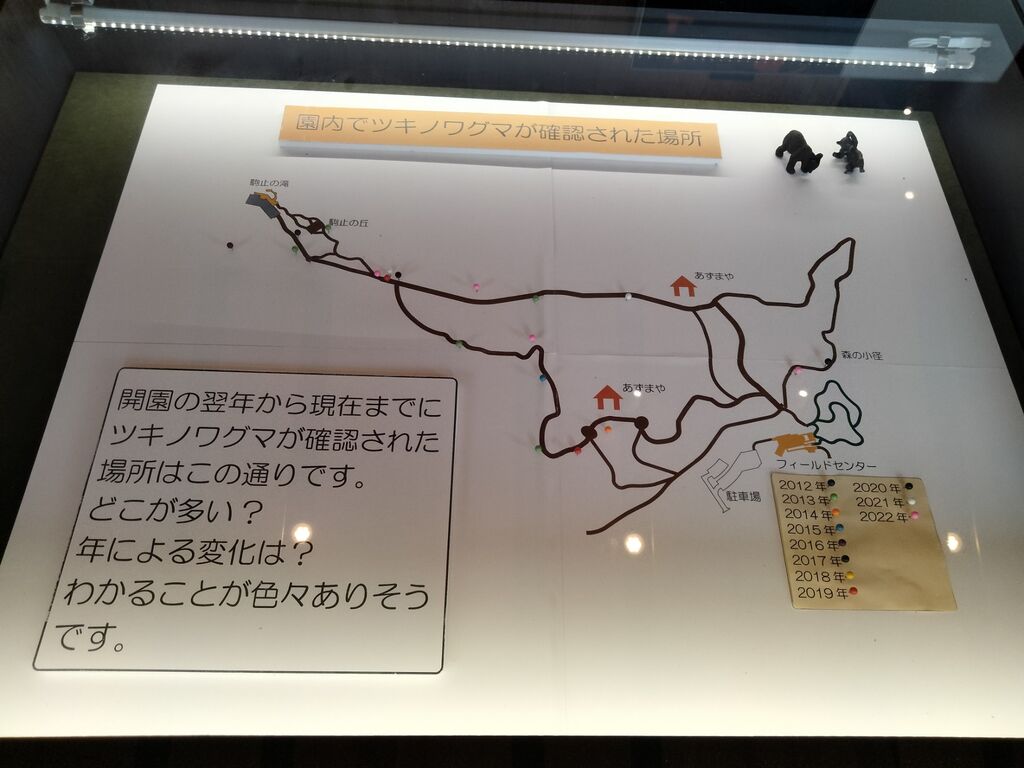 園内でツキノワグマが確認された場所
駒止の滝
駒止の丘
あずまや
森の小径
あずまや
フィールドセンター
駐車場
開園の翌年から現在までに
ツキノワグマが確認された
場所はこの通りです。
どこが多い？
年による変化は？
わかることが色々ありそう
です。
2012年
2013年
2014年
2015年
2016年
2017年
2018年
2019年
2020年
2021年
2022年